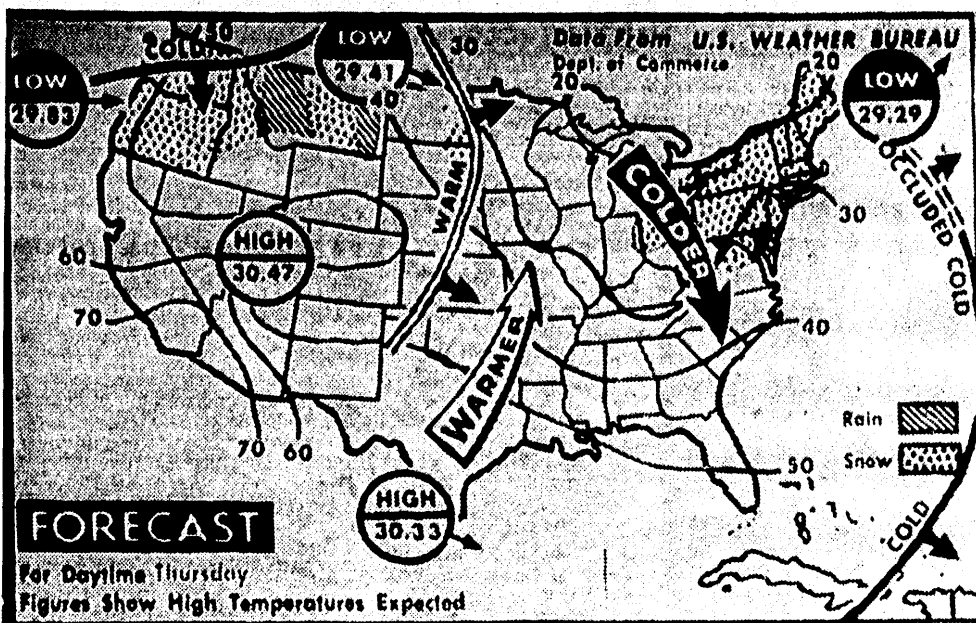 Data From U.S. WEATHER BUREAU
Dept. of Commerce
LOW
29.83
COLD
LOW
29.41
30
40
20
20
LOW
29.29
OCCLUDED COLD
WARM
COLDER
30
HIGH
30.47
60
70
WARMER
40
Rain
Snow
70 60
50
HIGH
30.33
COLD
FORECAST
For Daytime Thursday
Figures Show High Temperatures Expected